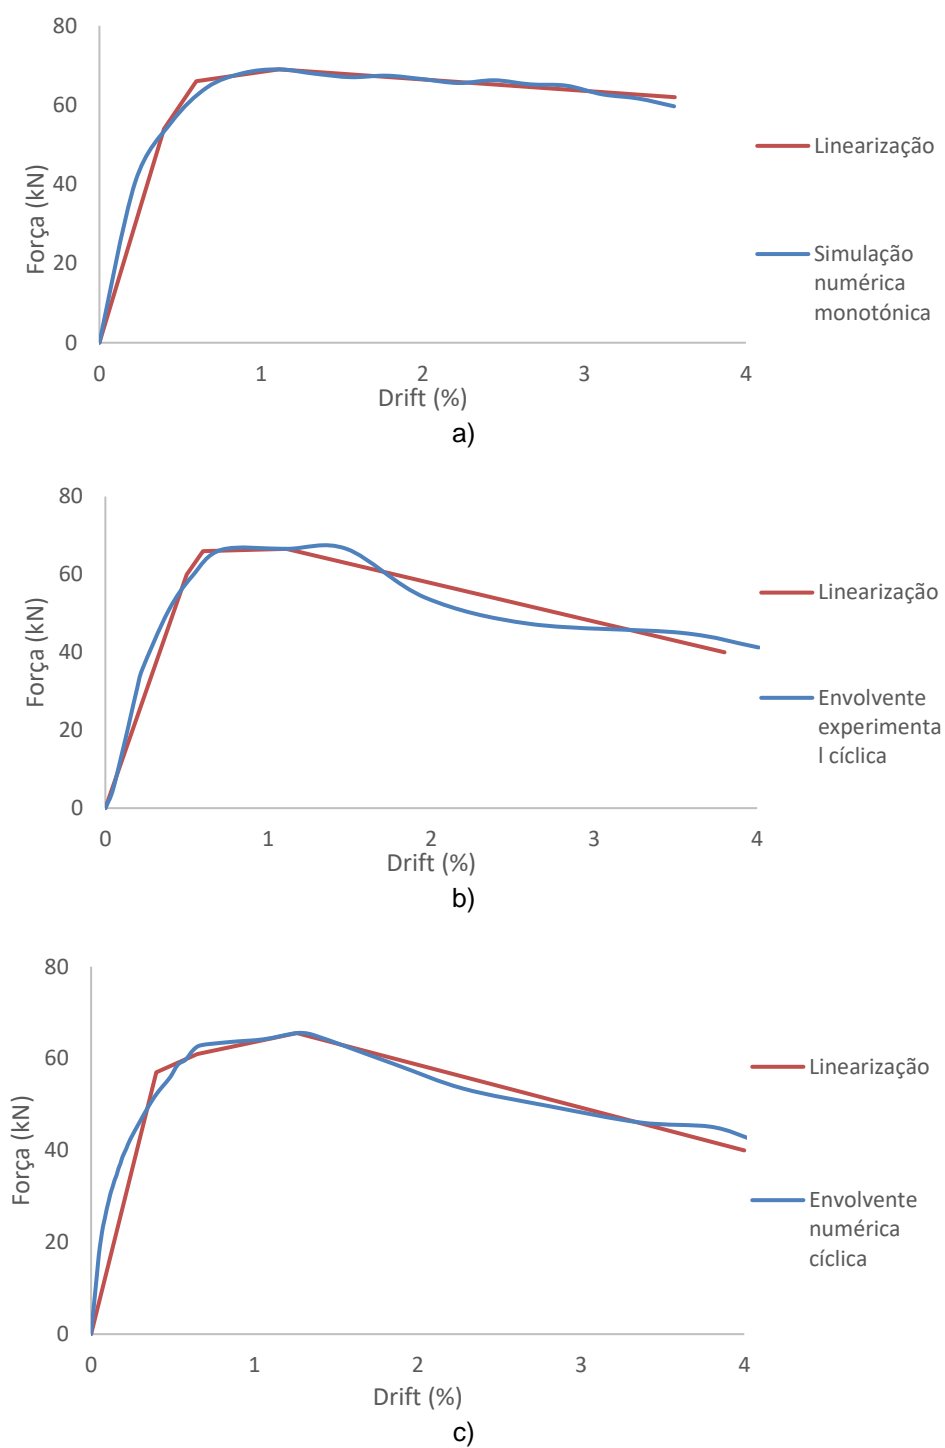 80
60
40
20
0
Força (kN)
0 1 2 3 4
Drift (%)
Linearização
Simulação
numérica
monotónica
a)
80
60
40
20
0
Força (kN)
0 1 2 3 4
Drift (%)
Linearização
Envolvente
experimenta
l cíclica
b)
80
60
40
20
0
Força (kN)
0 1 2 3 4
Drift (%)
Linearização
Envolvente
numérica
cíclica
c)